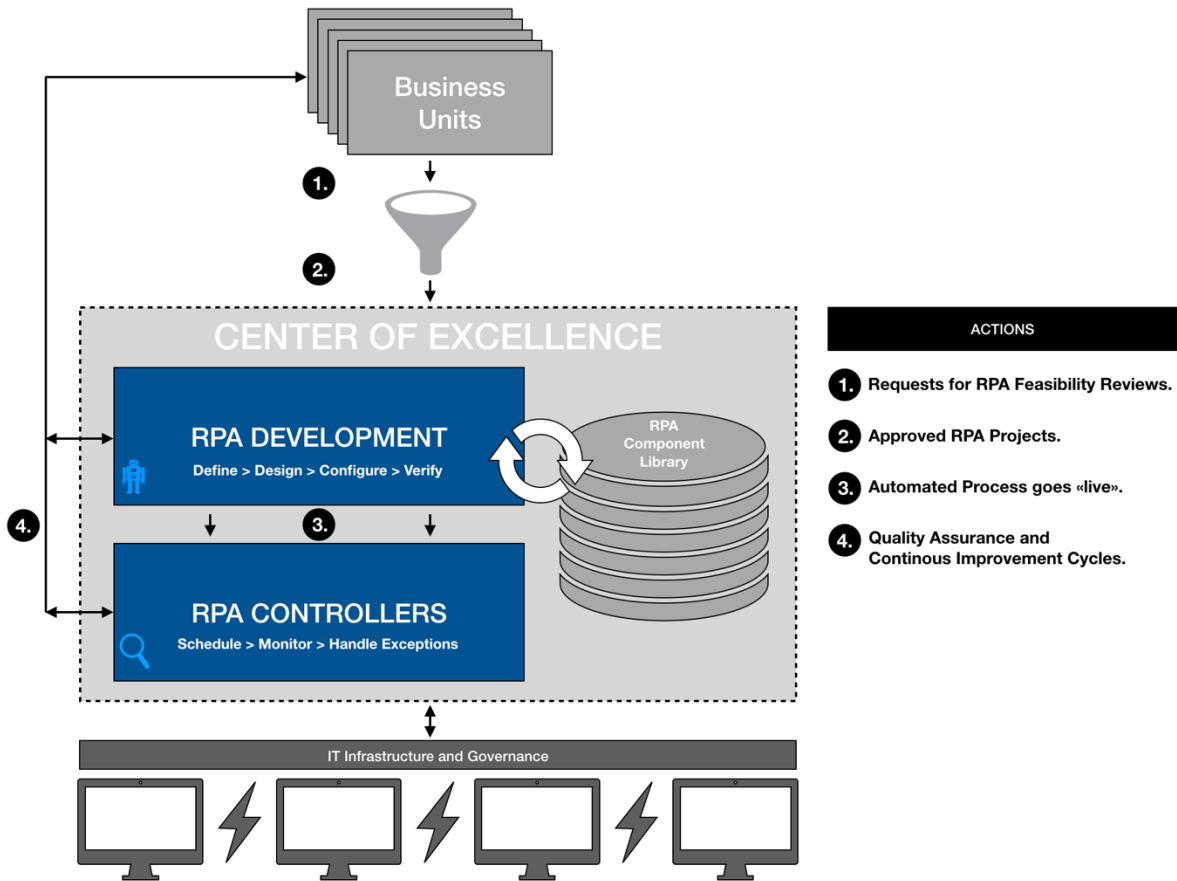 Business
Units
1.
2.
CENTER OF EXCELLENCE
RPA DEVELOPMENT
Define > Design > Configure > Verify
RPA
Component
Library
3.
4.
RPA CONTROLLERS
Schedule > Monitor > Handle Exceptions
IT Infrastructure and Governance
ACTIONS
1. Requests for RPA Feasibility Reviews.
2. Approved RPA Projects.
3. Automated Process goes «live».
4. Quality Assurance and
Continous Improvement Cycles.